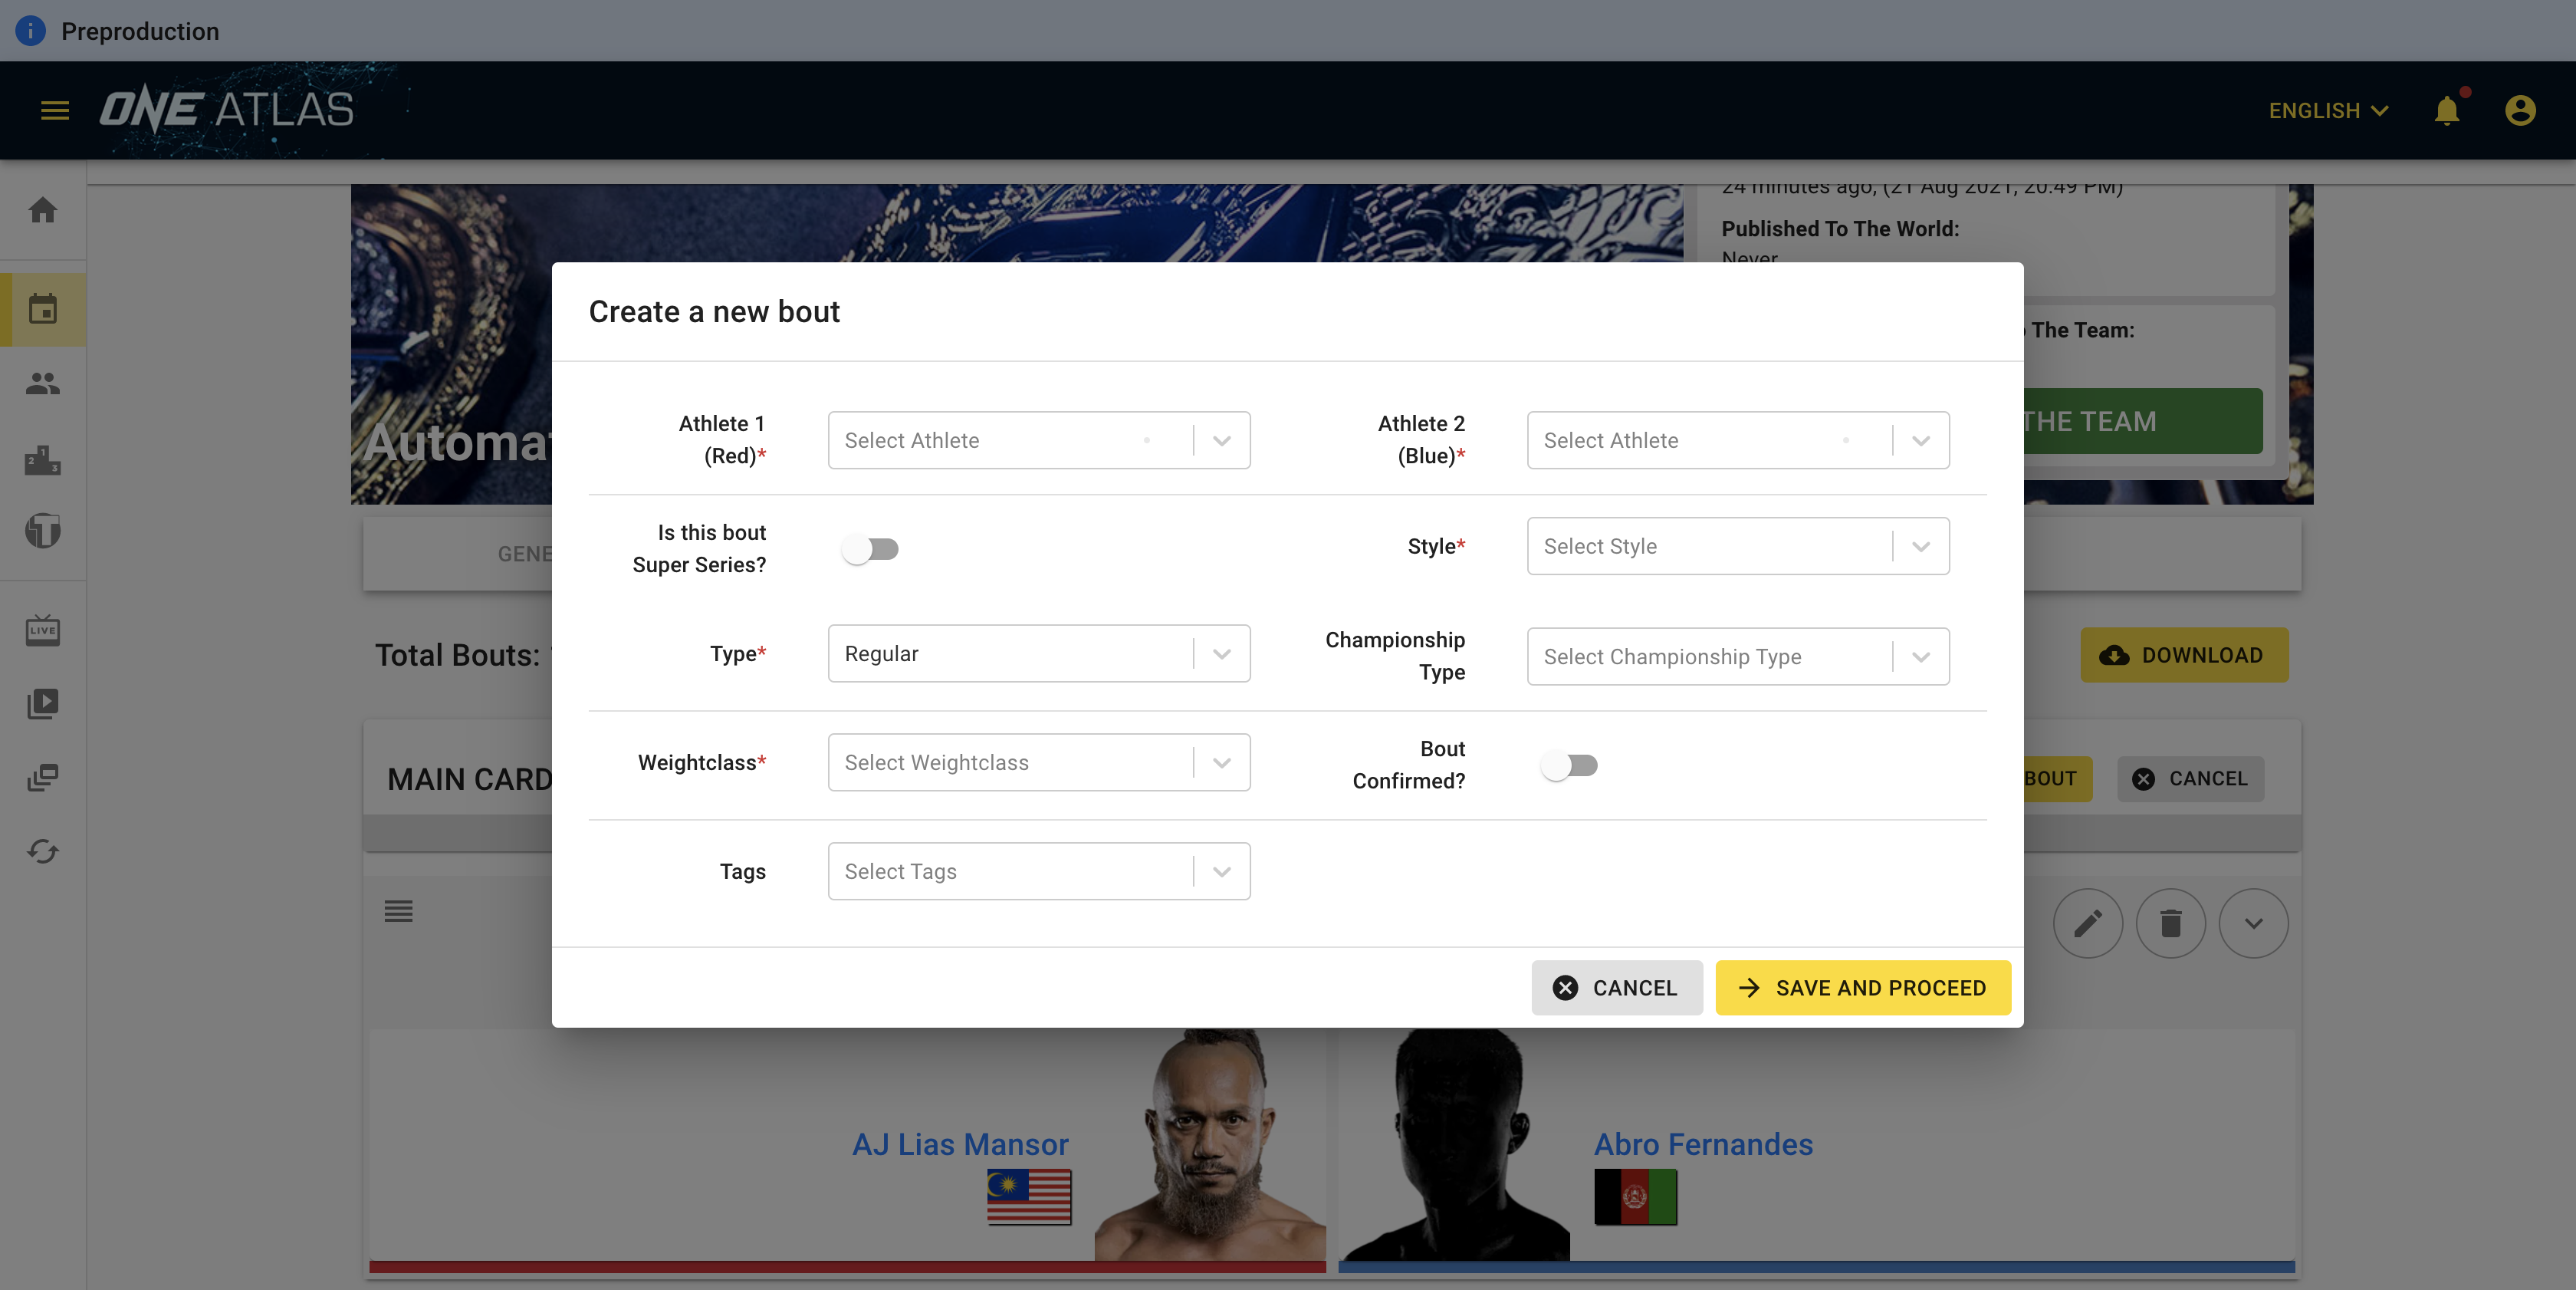 Preproduction
ONE ATLAS
ENGLISH
24 minutes ago, (21 Aug 2021, 20:49 PM)
Published To The World:
Never
The Team:
THE TEAM
Automa
GENE
Total Bouts:
DOWNLOAD
MAIN CARD
BOUT
CANCEL
LIVE
Create a new bout
Athlete 1
(Red)*
Select Athlete
Athlete 2
(Blue)*
Select Athlete
Is this bout
Super Series?
Style*
Select Style
Type*
Regular
Championship
Type
Select Championship Type
Weightclass*
Select Weightclass
Bout
Confirmed?
Tags
Select Tags
CANCEL
SAVE AND PROCEED
AJ Lias Mansor
Abro Fernandes